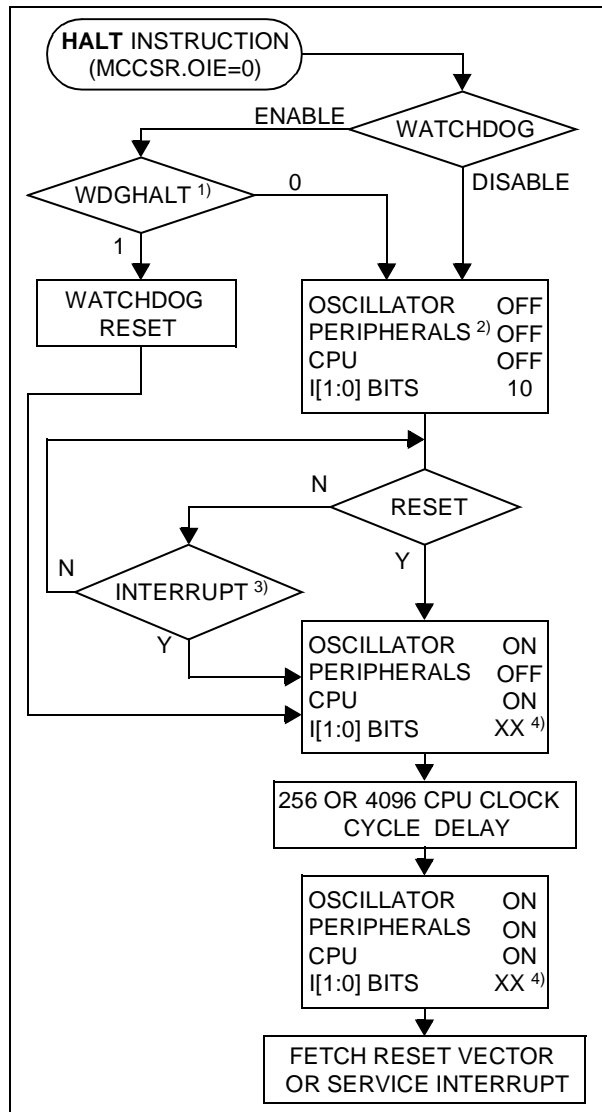 HALT INSTRUCTION
(MCCSR.OIE=0)
ENABLE
WATCHDOG
WDGHALT 1)
0
DISABLE
1
WATCHDOG
RESET
OSCILLATOR OFF
PERIPHERALS 2) OFF
CPU OFF
I[1:0] BITS 10
N
RESET
N
Y
INTERRUPT 3)
Y
OSCILLATOR ON
PERIPHERALS OFF
CPU ON
I[1:0] BITS XX 4)
256 OR 4096 CPU CLOCK
CYCLE DELAY
OSCILLATOR ON
PERIPHERALS ON
CPU ON
I[1:0] BITS XX 4)
FETCH RESET VECTOR
OR SERVICE INTERRUPT